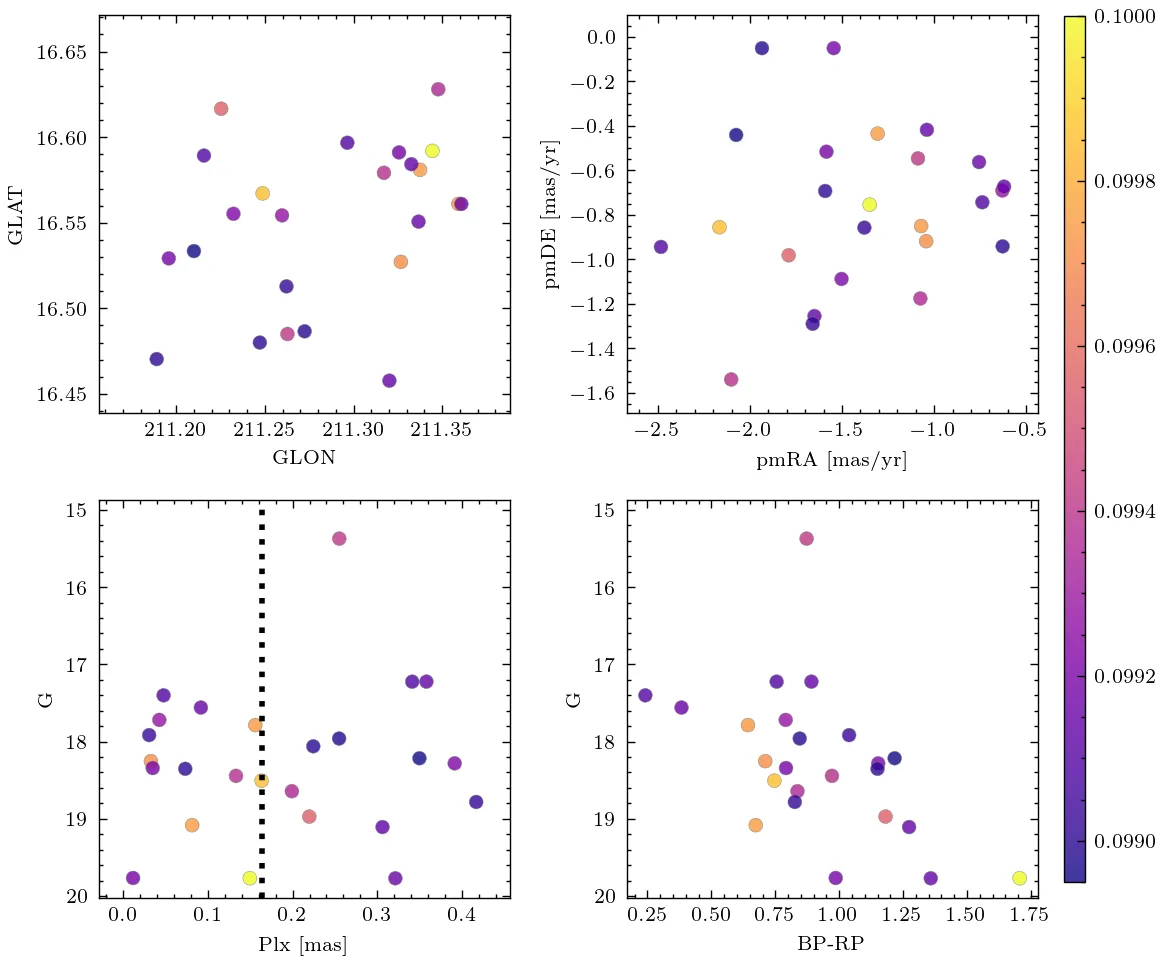 16.65
16.60
16.55
16.50
16.45
GLAT
211.20 211.25 211.30 211.35
GLON
0.0
−0.2
−0.4
−0.6
−0.8
−1.0
−1.2
−1.4
−1.6
pmDE [mas/yr]
−2.5 −2.0 −1.5 −1.0 −0.5
pmRA [mas/yr]
0.1000
0.0998
0.0996
0.0994
0.0992
0.0990
15
16
17
18
19
20
G
0.0 0.1 0.2 0.3 0.4
Plx [mas]
15
16
17
18
19
20
G
0.25 0.50 0.75 1.00 1.25 1.50 1.75
BP-RP